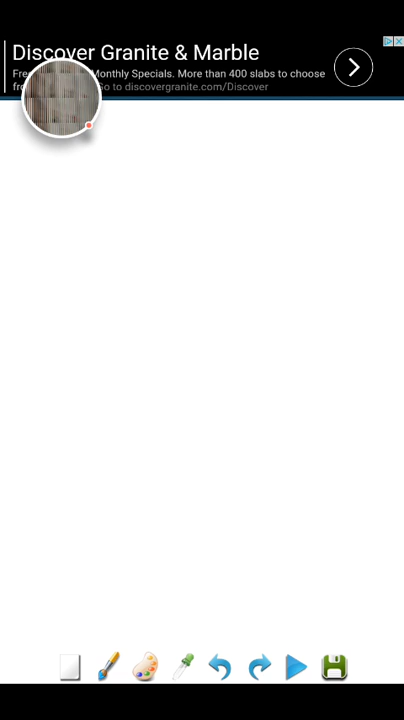 Discover Granite & Marble
Monthly Specials. More than 400 slabs to choose
Go to discovergranite.com/Discover